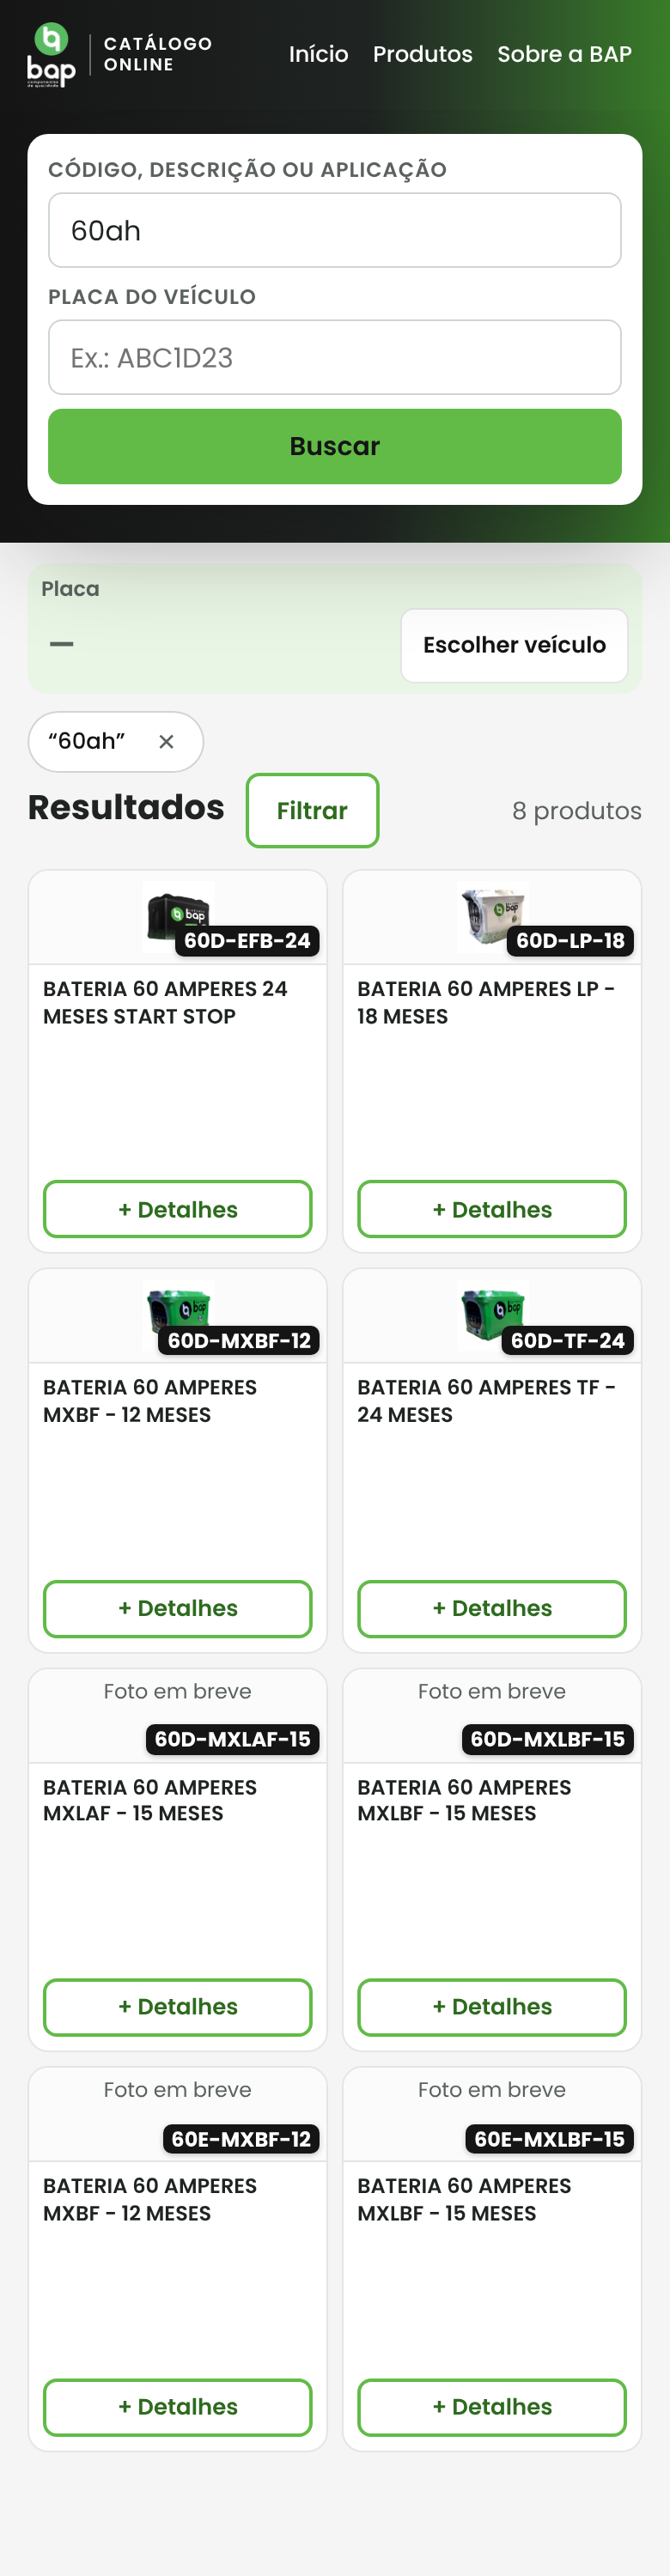 bap
CATÁLOGO
ONLINE
Início Produtos Sobre a BAP
CÓDIGO, DESCRIÇÃO OU APLICAÇÃO
60ah
PLACA DO VEÍCULO
Ex.: ABC1D23
Buscar
Placa
—
Escolher veículo
“60ah” ✕
Resultados
Filtrar
8 produtos
bap
60D-EFB-24
BATERIA 60 AMPERES 24
MESES START STOP
+ Detalhes
bap
60D-LP-18
BATERIA 60 AMPERES LP -
18 MESES
+ Detalhes
bap
60D-MXBF-12
BATERIA 60 AMPERES
MXBF - 12 MESES
+ Detalhes
bap
60D-TF-24
BATERIA 60 AMPERES TF -
24 MESES
+ Detalhes
Foto em breve
60D-MXLAF-15
BATERIA 60 AMPERES
MXLAF - 15 MESES
+ Detalhes
Foto em breve
60D-MXLBF-15
BATERIA 60 AMPERES
MXLBF - 15 MESES
+ Detalhes
Foto em breve
60E-MXBF-12
BATERIA 60 AMPERES
MXBF - 12 MESES
+ Detalhes
Foto em breve
60E-MXLBF-15
BATERIA 60 AMPERES
MXLBF - 15 MESES
+ Detalhes